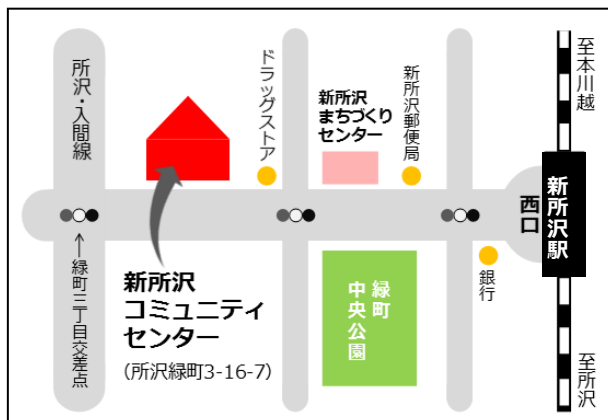 所沢・入間線
ドラッグストア
新所沢
まちづくり
センター
新所沢郵便局
至本川越
新所沢駅
西口
←緑町三丁目交差点
新所沢
コミュニティ
センター
(所沢緑町3-16-7)
緑町
中央公園
銀行
至所沢